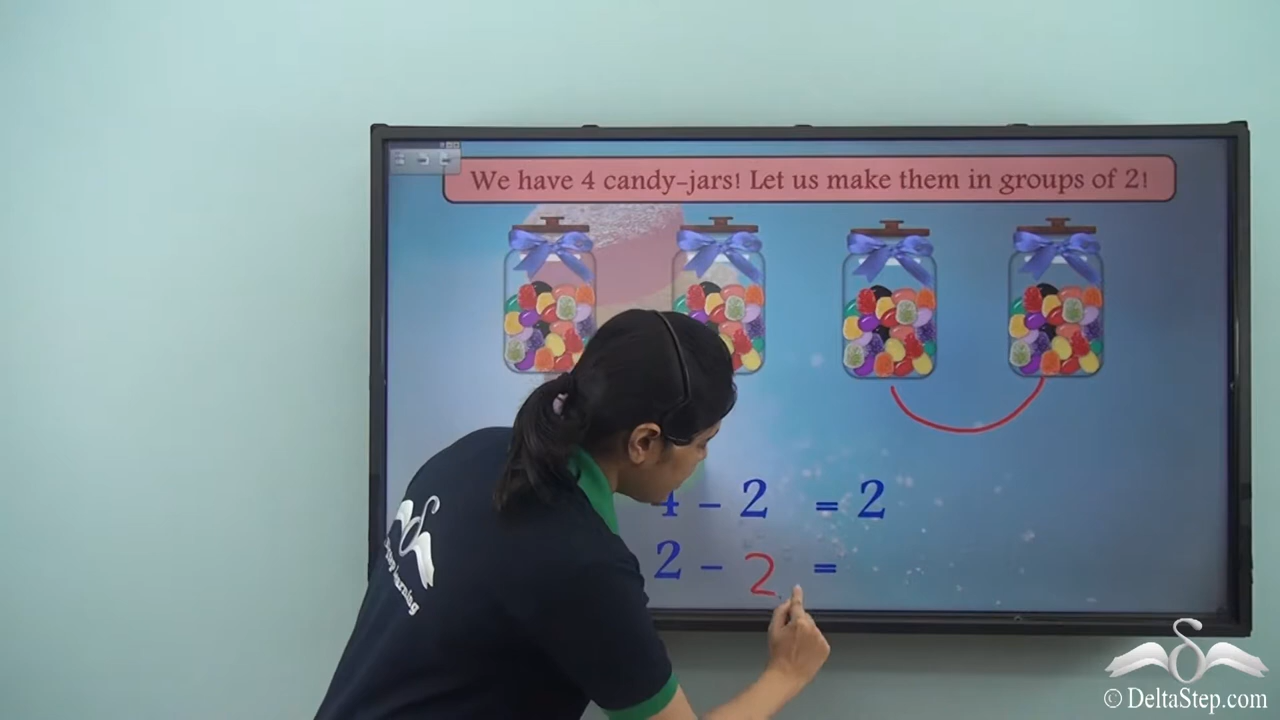 We have 4 candy-jars! Let us make them in groups of 2!
4 - 2 = 2
2 - 2 =
© DeltaStep.com